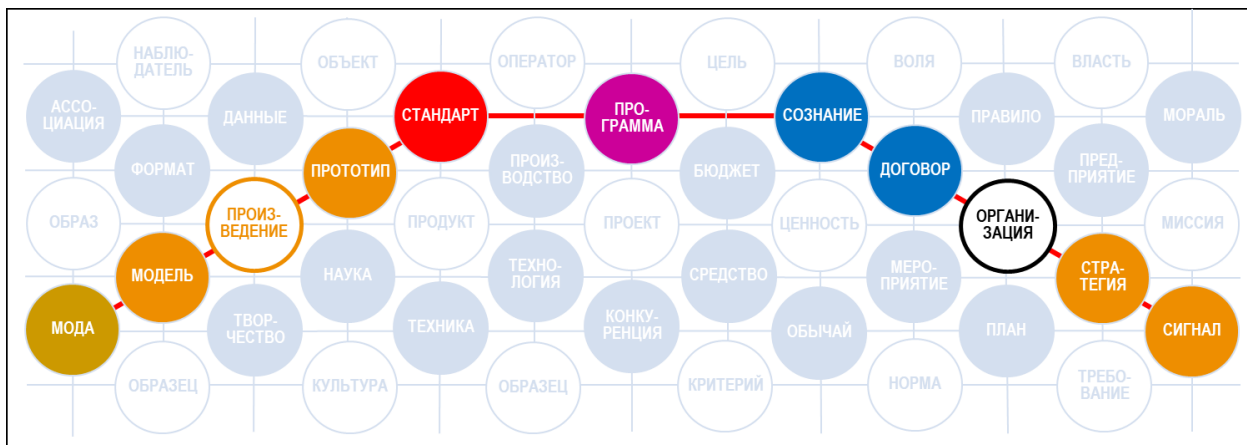 НАБЛЮ-
ДАТЕЛЬ
ОБЪЕКТ
ОПЕРАТОР
ЦЕЛЬ
ВОЛЯ
ВЛАСТЬ
АССО-
ЦИАЦИЯ
ДАННЫЕ
СТАНДАРТ
ПРО-
ГРАММА
СОЗНАНИЕ
ПРАВИЛО
МОРАЛЬ
ФОРМАТ
ПРОТОТИП
ПРОИЗ-
ВОДСТВО
БЮДЖЕТ
ДОГОВОР
ПРЕД-
ПРИЯТИЕ
ОБРАЗ
ПРОИЗ-
ВЕДЕНИЕ
ПРОДУКТ
ПРОЕКТ
ЦЕННОСТЬ
ОРГАНИ-
ЗАЦИЯ
МИССИЯ
МОДЕЛЬ
НАУКА
ТЕХНО-
ЛОГИЯ
СРЕДСТВО
МЕРО-
ПРИЯТИЕ
СТРА-
ТЕГИЯ
МОДА
ТВОР-
ЧЕСТВО
ТЕХНИКА
КОНКУ-
РЕНЦИЯ
ОБЫЧАЙ
ПЛАН
СИГНАЛ
ОБРАЗЕЦ
КУЛЬТУРА
ОБРАЗЕЦ
КРИТЕРИЙ
НОРМА
ТРЕБО-
ВАНИЕ